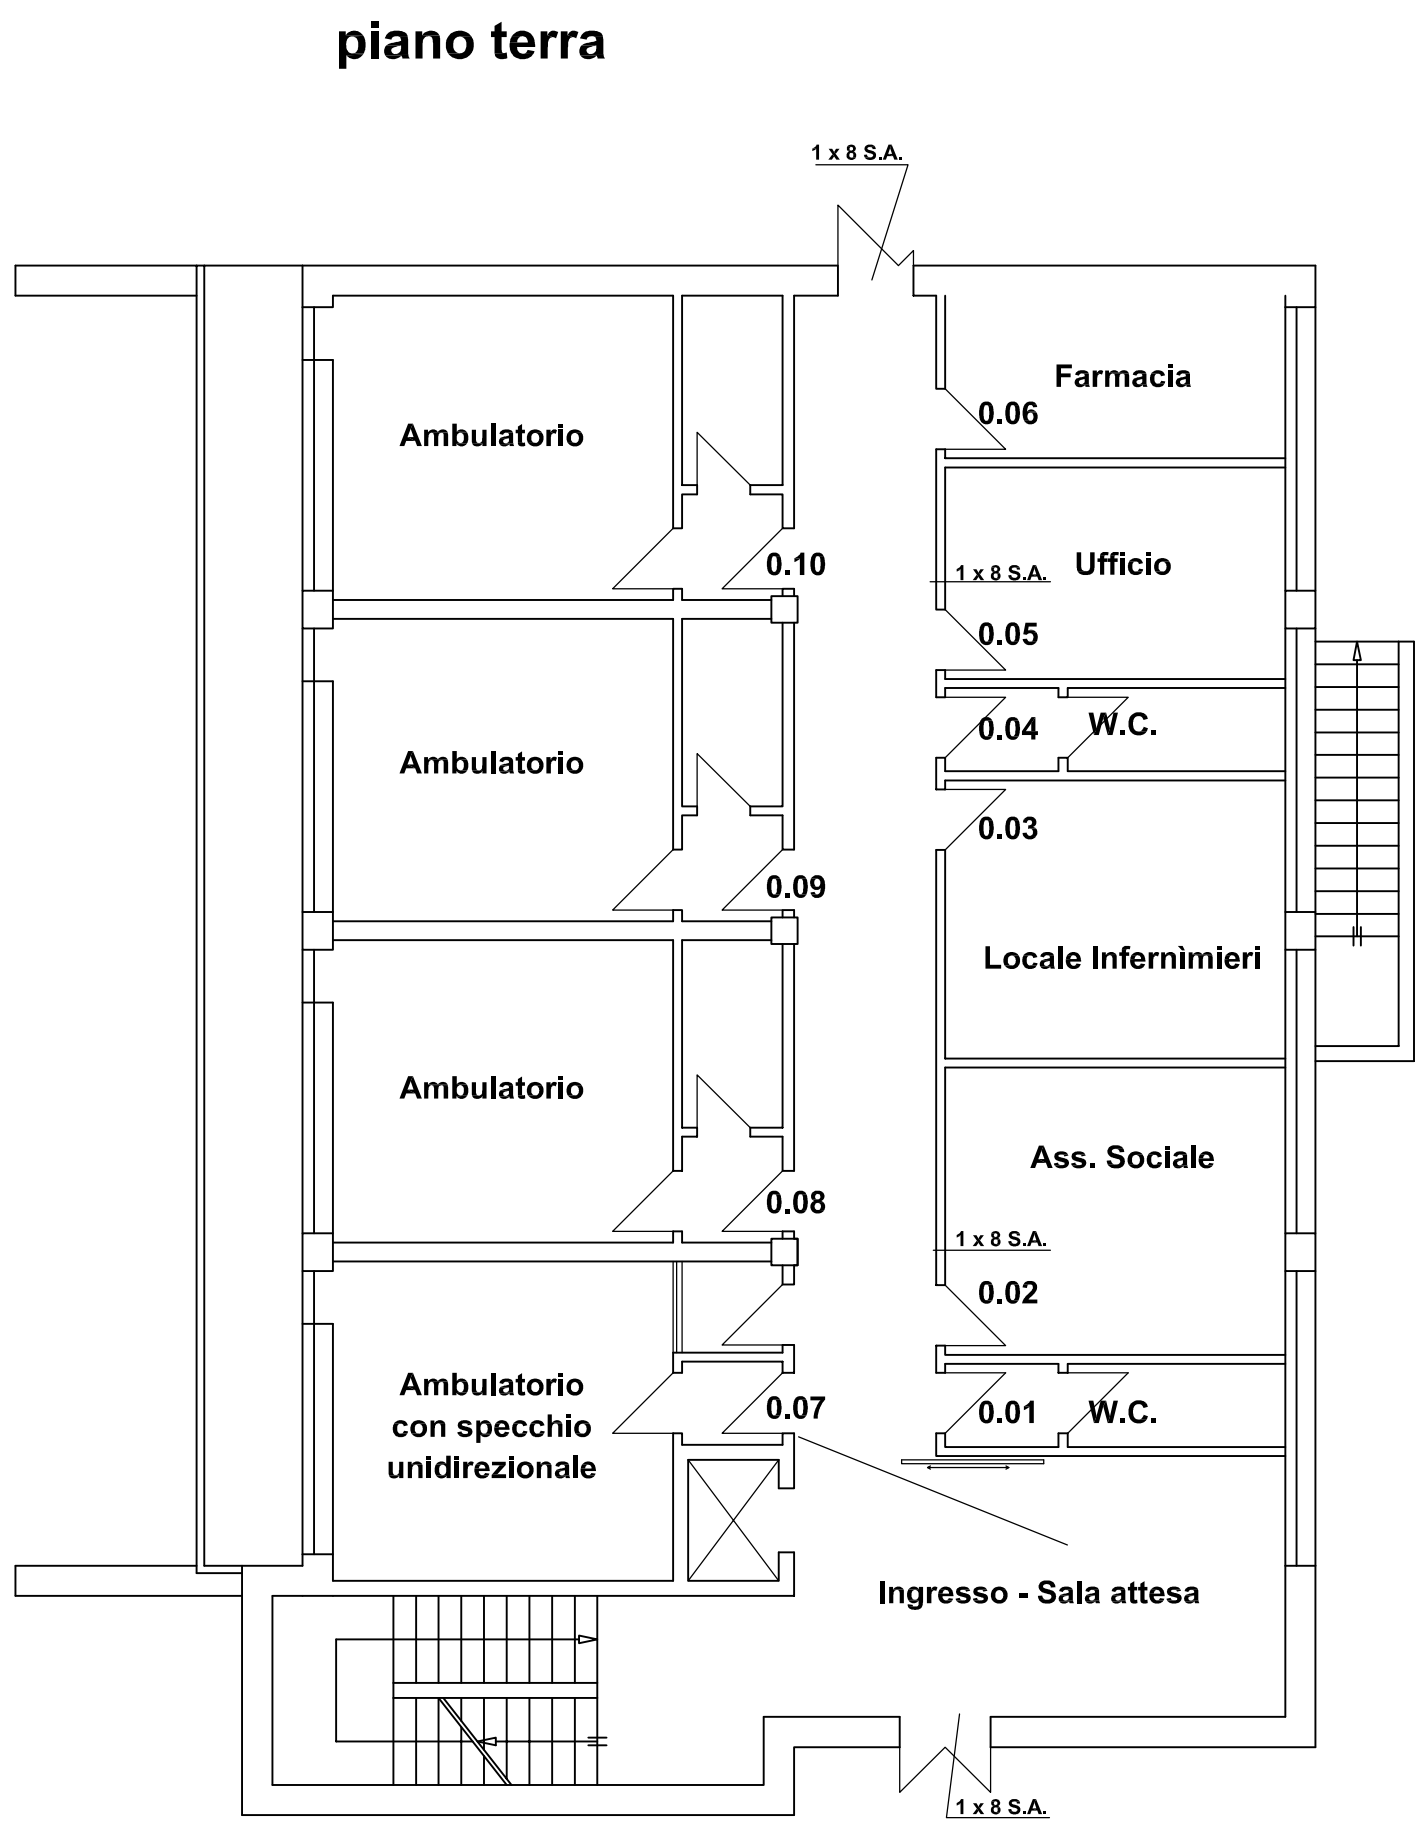 piano terra
1 x 8 S.A.
Farmacia
0.06
Ambulatorio
0.10
1 x 8 S.A.
Ufficio
0.05
0.04
W.C.
Ambulatorio
0.03
0.09
Locale Infernìmieri
Ambulatorio
Ass. Sociale
0.08
1 x 8 S.A.
0.02
Ambulatorio
con specchio
unidirezionale
0.07
0.01
W.C.
Ingresso - Sala attesa
1 x 8 S.A.